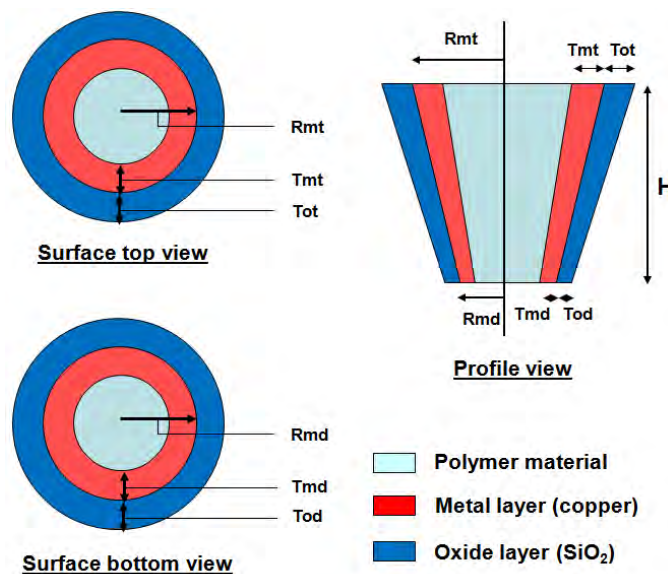 Rmt
Tmt
Tot
Surface top view
Rmd
Tmd
Tod
Surface bottom view
Rmt
Tmt Tot
H
Rmd
Tmd Tod
Profile view
Polymer material
Metal layer (copper)
Oxide layer (SiO₂)